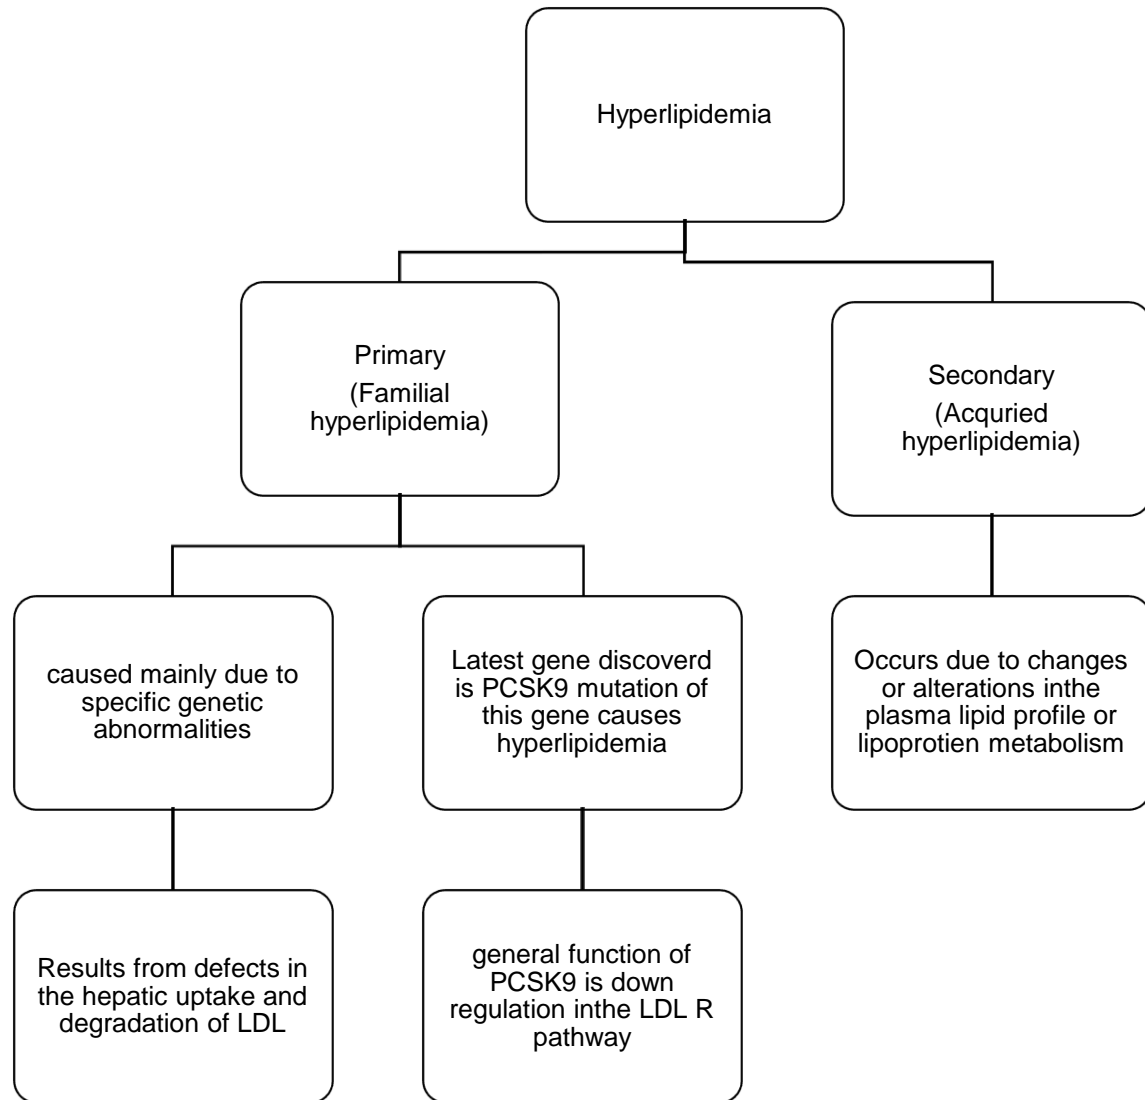 Hyperlipidemia
Primary
(Familial
hyperlipidemia)
Secondary
(Acquried
hyperlipidemia)
caused mainly due to
specific genetic
abnormalities
Latest gene discoverd
is PCSK9 mutation of
this gene causes
hyperlipidemia
Occurs due to changes
or alterations inthe
plasma lipid profile or
lipoprotien metabolism
Results from defects in
the hepatic uptake and
degradation of LDL
general function of
PCSK9 is down
regulation inthe LDL R
pathway